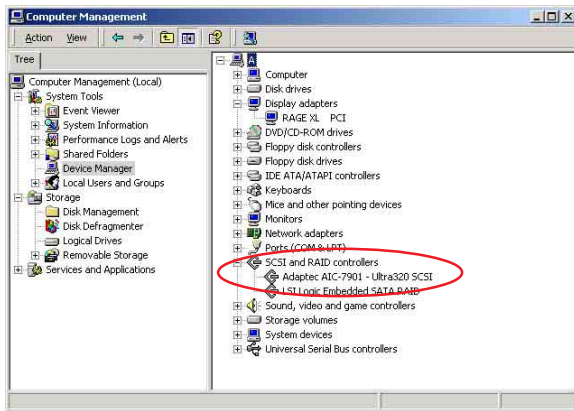 Computer Management
Action View
Tree
Computer Management (Local)
System Tools
Event Viewer
System Information
Performance Logs and Alerts
Shared Folders
Device Manager
Local Users and Groups
Storage
Disk Management
Disk Defragmenter
Logical Drives
Removable Storage
Services and Applications
A
Computer
Disk drives
Display adapters
RAGE XL PCI
DVD/CD-ROM drives
Floppy disk controllers
Floppy disk drives
IDE ATA/ATAPI controllers
Keyboards
Mice and other pointing devices
Monitors
Network adapters
Ports (COM & LPT)
SCSI and RAID controllers
Adaptec AIC-7901 - Ultra320 SCSI
LSI Logic Embedded SATA RAID
Sound, video and game controllers
Storage volumes
System devices
Universal Serial Bus controllers